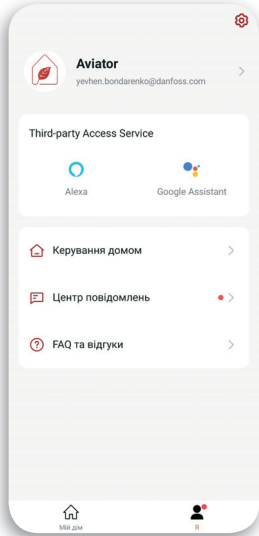 Aviator
yevhen.bondarenko@danfoss.com
Third-party Access Service
Alexa
Google Assistant
Керування домом
Центр повідомлень
FAQ та відгуки
Мій дім
Я